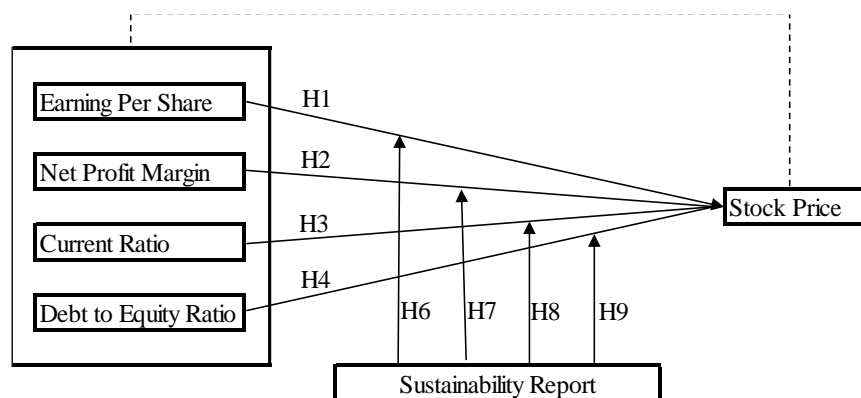 Earning Per Share
H1
Net Profit Margin
H2
Stock Price
Current Ratio
H3
Debt to Equity Ratio
H4
H6
H7
H8
H9
Sustainability Report